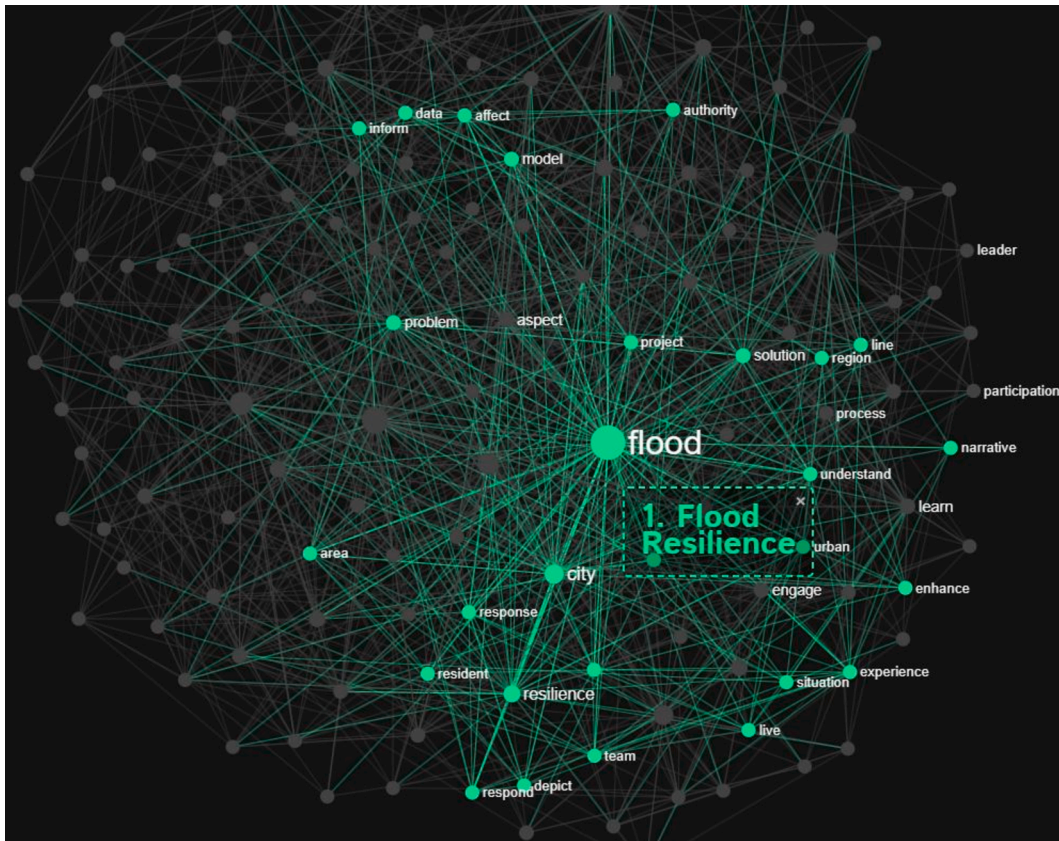 data
affect
authority
inform
model
leader
problem
aspect
project
solution
line
region
participation
process
flood
narrative
understand
×
1. Flood
Resilience
learn
urban
area
city
engage
enhance
response
resident
experience
situation
resilience
live
team
depict
respond